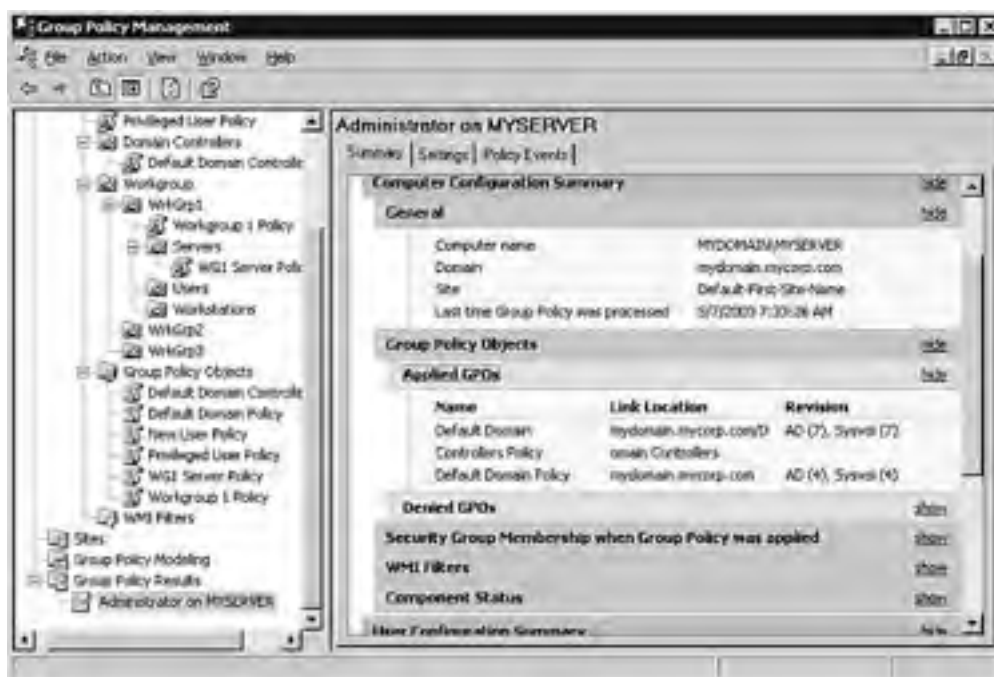 Group Policy Management
File Action View Window Help
Privileged User Policy
Domain Controllers
Default Domain Controlle
Workgroup
WrkGrp1
Workgroup 1 Policy
Servers
WG1 Server Polic
Users
Workstations
WrkGrp2
WrkGrp3
Group Policy Objects
Default Domain Controlle
Default Domain Policy
New User Policy
Privileged User Policy
WG1 Server Policy
Workgroup 1 Policy
WMI Filters
Sites
Group Policy Modeling
Group Policy Results
Administrator on MYSERVER
Administrator on MYSERVER
Summary Settings Policy Events
Computer Configuration Summary hide
General hide
Computer name MYDOMAIN\MYSERVER
Domain mydomain.mycorp.com
Site Default-First-Site-Name
Last time Group Policy was processed
Group Policy Objects hide
Applied GPOs hide
Name Link Location Revision
Default Domain mydomain.mycorp.com/D AD (7), Sysvol (7)
Controllers Policy omain Controllers
Default Domain Policy mydomain.mycorp.com AD (4), Sysvol (4)
Denied GPOs show
Security Group Membership when Group Policy was applied show
WMI Filters show
Component Status show
User Configuration Summary hide